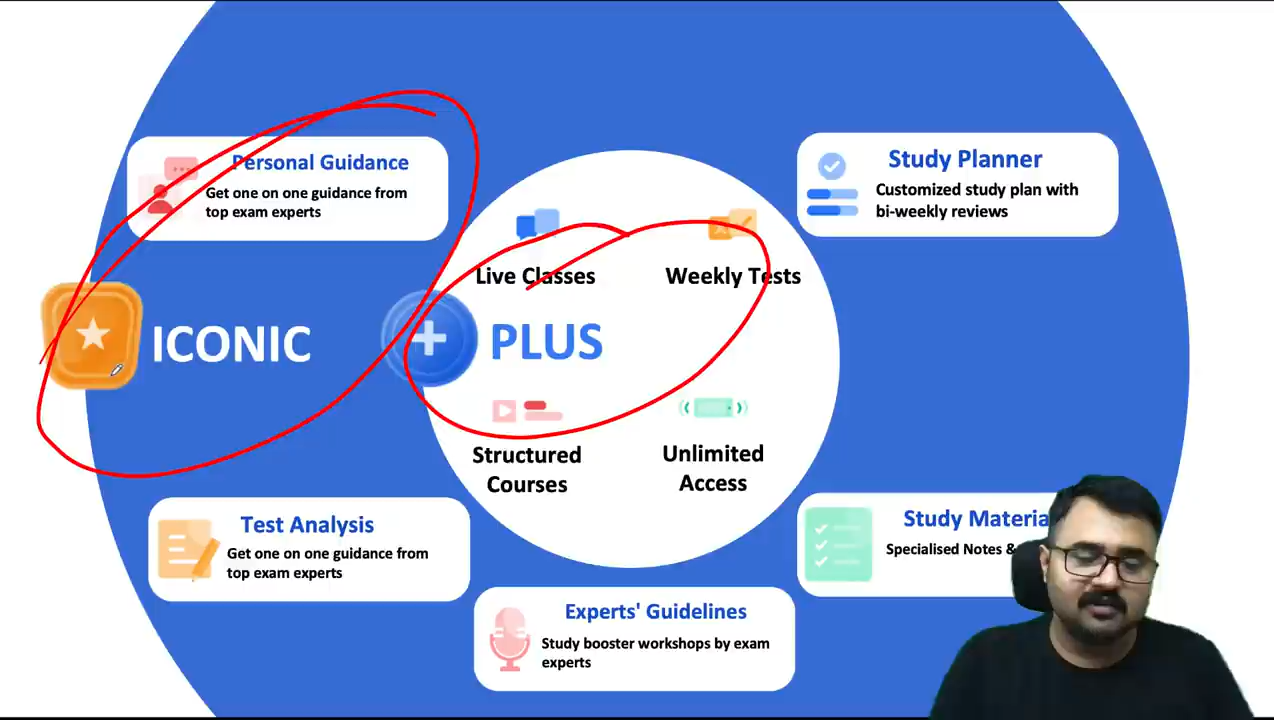 Personal Guidance
Get one on one guidance from
top exam experts
Study Planner
Customized study plan with
bi-weekly reviews
Live Classes
Weekly Tests
ICONIC
PLUS
Structured
Courses
Unlimited
Access
Test Analysis
Get one on one guidance from
top exam experts
Study
Specialised Notes &
Experts' Guidelines
Study booster workshops by exam
experts